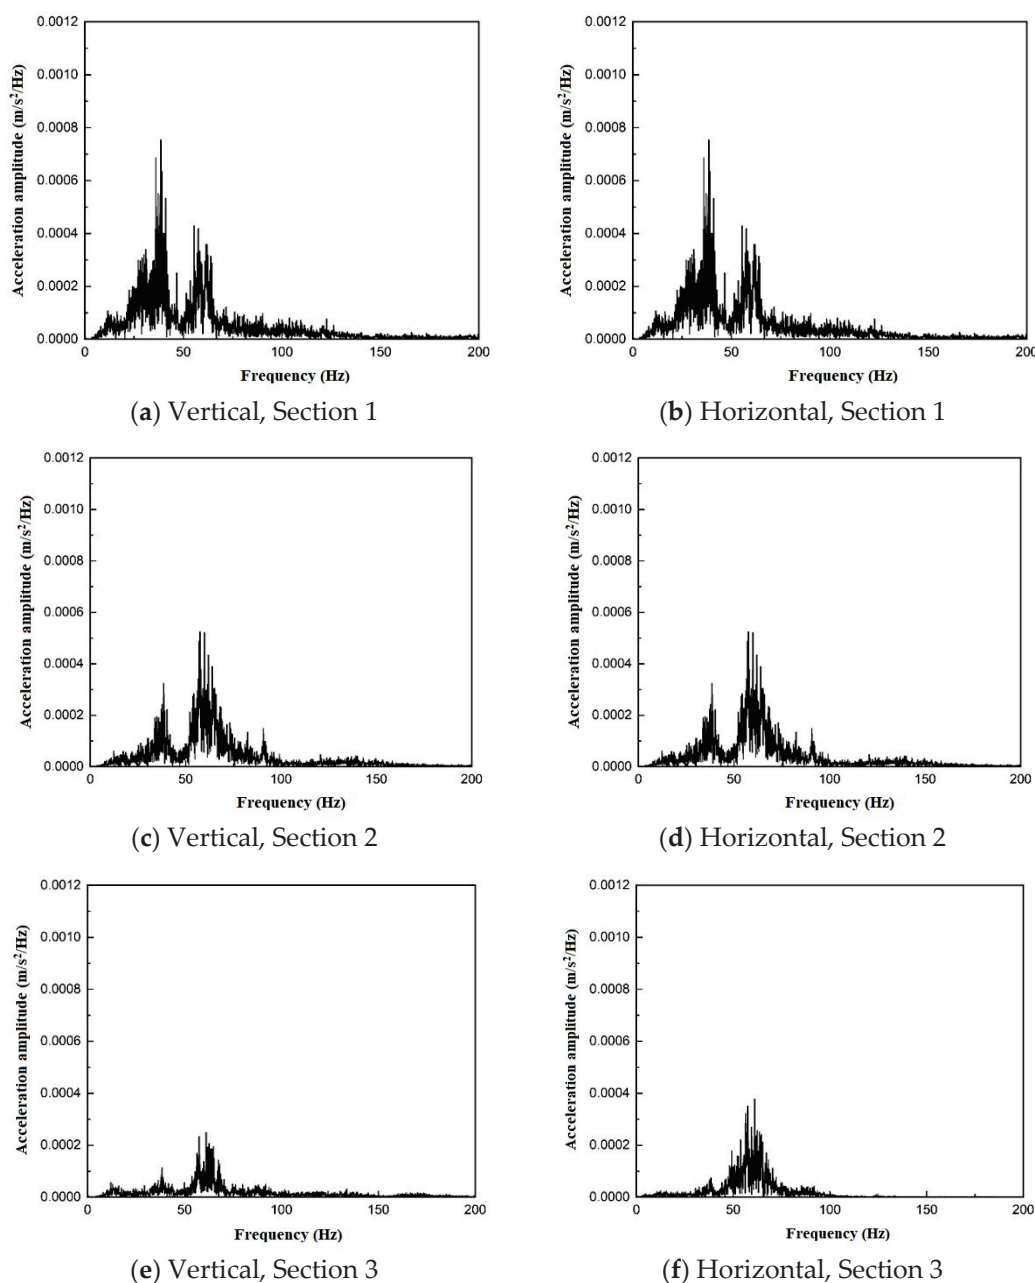 0.0012
0.0010
0.0008
0.0006
0.0004
0.0002
0.0000
0 50 100 150 200
Acceleration amplitude (m/s²/Hz)
Frequency (Hz)
(a) Vertical, Section 1
0.0012
0.0010
0.0008
0.0006
0.0004
0.0002
0.0000
0 50 100 150 200
Acceleration amplitude (m/s²/Hz)
Frequency (Hz)
(b) Horizontal, Section 1
0.0012
0.0010
0.0008
0.0006
0.0004
0.0002
0.0000
0 50 100 150 200
Acceleration amplitude (m/s²/Hz)
Frequency (Hz)
(c) Vertical, Section 2
0.0012
0.0010
0.0008
0.0006
0.0004
0.0002
0.0000
0 50 100 150 200
Acceleration amplitude (m/s²/Hz)
Frequency (Hz)
(d) Horizontal, Section 2
0.0012
0.0010
0.0008
0.0006
0.0004
0.0002
0.0000
0 50 100 150 200
Acceleration amplitude (m/s²/Hz)
Frequency (Hz)
(e) Vertical, Section 3
0.0012
0.0010
0.0008
0.0006
0.0004
0.0002
0.0000
0 50 100 150 200
Acceleration amplitude (m/s²/Hz)
Frequency (Hz)
(f) Horizontal, Section 3